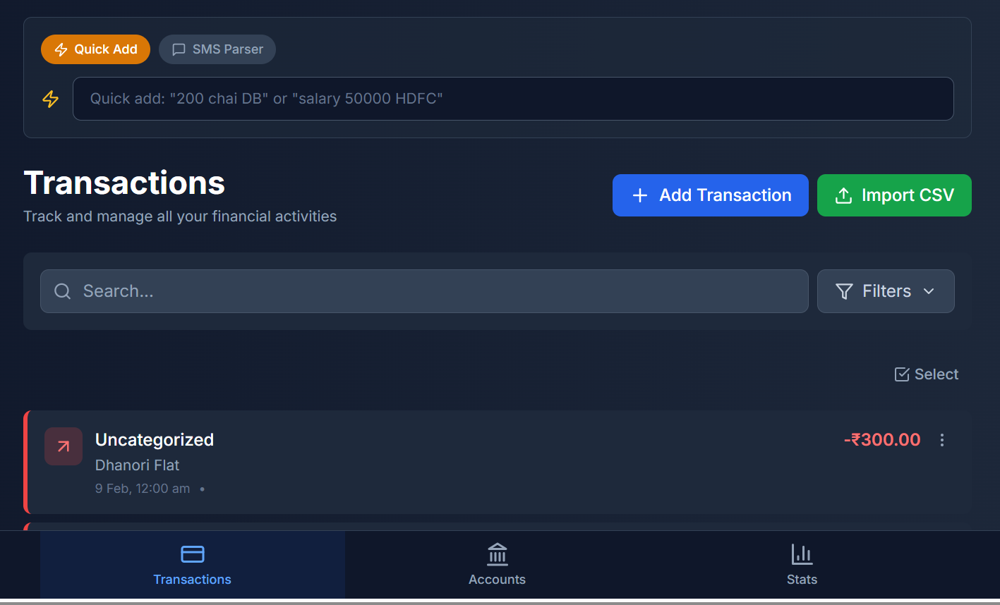 Quick Add
SMS Parser
Quick add: "200 chai DB" or "salary 50000 HDFC"
Transactions
Track and manage all your financial activities
Add Transaction
Import CSV
Search...
Filters
Select
Uncategorized
-₹300.00
Dhanori Flat
9 Feb, 12:00 am •
Transactions
Accounts
Stats